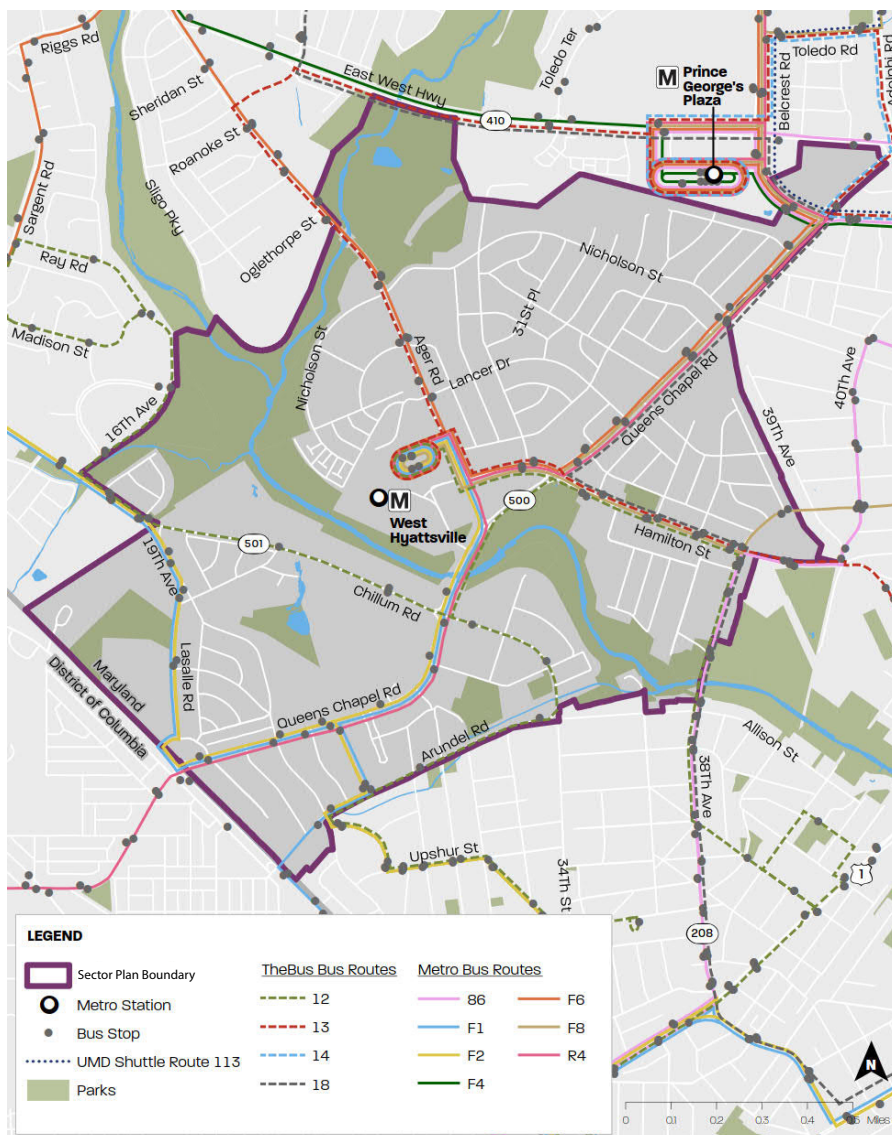 Riggs Rd
Sheridan St
Roanoke St
Sligo Pky
Sargent Rd
Ray Rd
Madison St
16Th Ave
Oglethorpe St
East West Hwy
410
Toledo Ter
M
Prince
George's
Plaza
Belcrest Rd
Toledo Rd
Nicholson St
31St Pl
Nicholson St
Ager Rd
Lancer Dr
Queens Chapel Rd
39Th Ave
40Th Ave
M
West
Hyattsville
500
Hamilton St
501
19Th Ave
Chillum Rd
Lasalle Rd
Maryland
District of Columbia
Queens Chapel Rd
Arundel Rd
Allison St
38Th Ave
Upshur St
34Th St
1
208
LEGEND
Sector Plan Boundary
Metro Station
Bus Stop
UMD Shuttle Route 113
Parks
TheBus Bus Routes
12
13
14
18
Metro Bus Routes
86
F1
F2
F4
F6
F8
R4
N
0 0.1 0.2 0.3 0.4 Miles